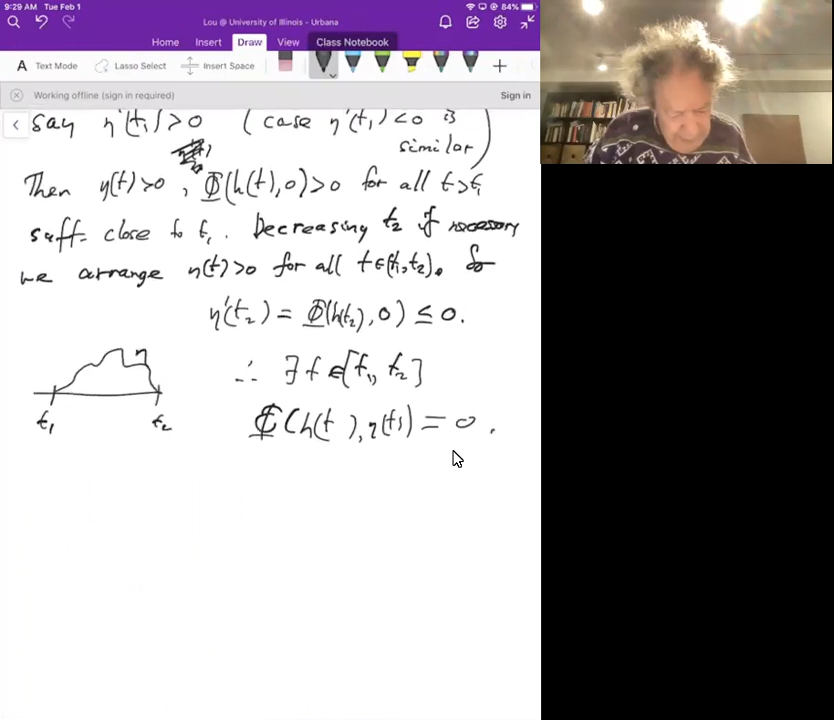 9:29 AM Tue Feb 1
84%
Lou @ University of Illinois - Urbana
Home Insert Draw View Class Notebook
A Text Mode Lasso Select Insert Space
Working offline (sign in required) Sign in
say η'(t₁) > 0 (case η'(t₁) < 0 is similar)
Then η(t) > 0, Φ(h(t), 0) > 0 for all t > t₁
suff. close to t₁. Decreasing t₂ if necessary
we arrange η(t) > 0 for all t ∈ (t₁, t₂). So
η'(t₂) = Φ(h(t₂), 0) ≤ 0.
η
∴ ∃ t ∈ [t₁, t₂]
t₁ t₂
Φ(h(t), η(t)) = 0.